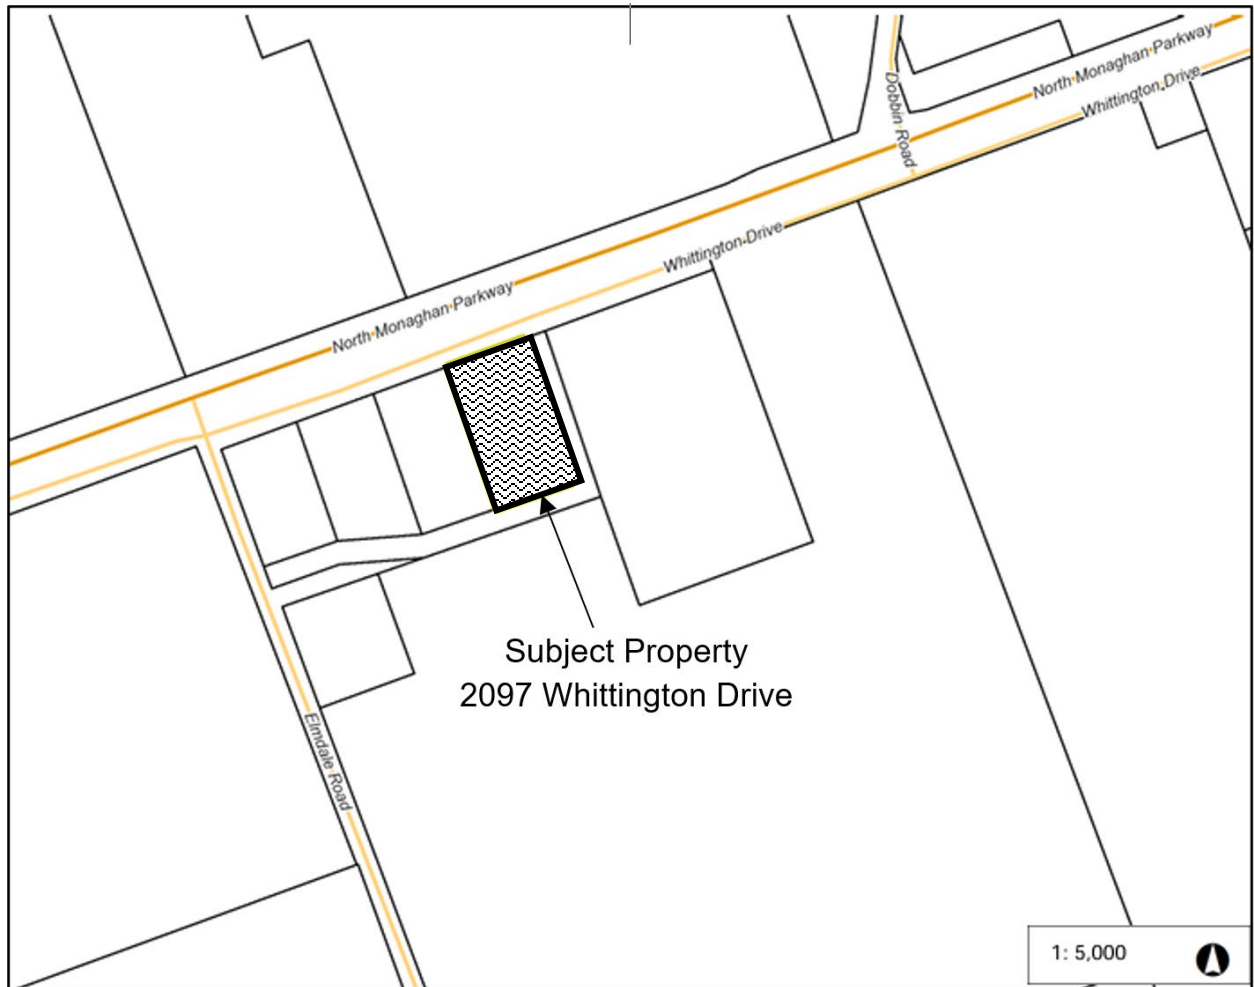 North Monaghan Parkway
Whittington Drive
Dobbin Road
Whittington Drive
North Monaghan Parkway
Subject Property
2097 Whittington Drive
Elmdale Road
1: 5,000